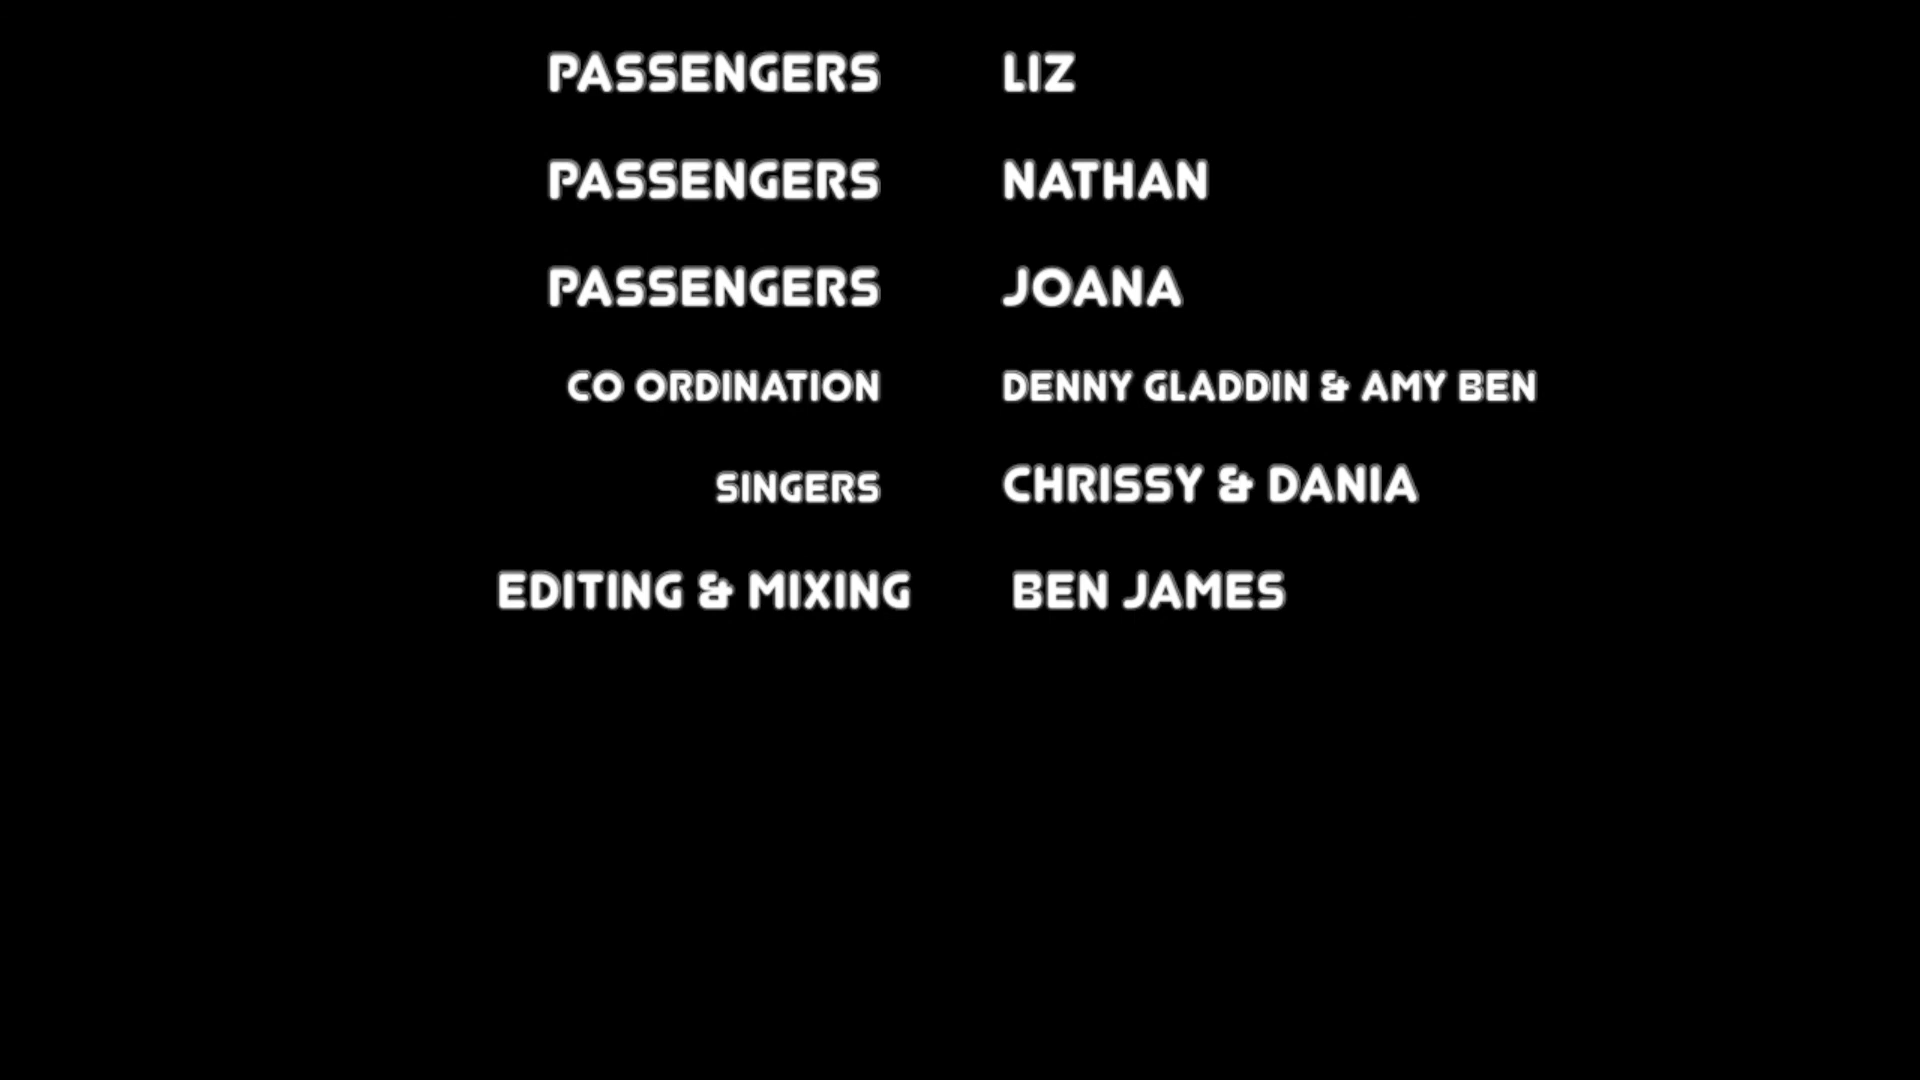 PASSENGERS LIZ
PASSENGERS NATHAN
PASSENGERS JOANA
CO ORDINATION DENNY GLADDIN & AMY BEN
SINGERS CHRISSY & DANIA
EDITING & MIXING BEN JAMES